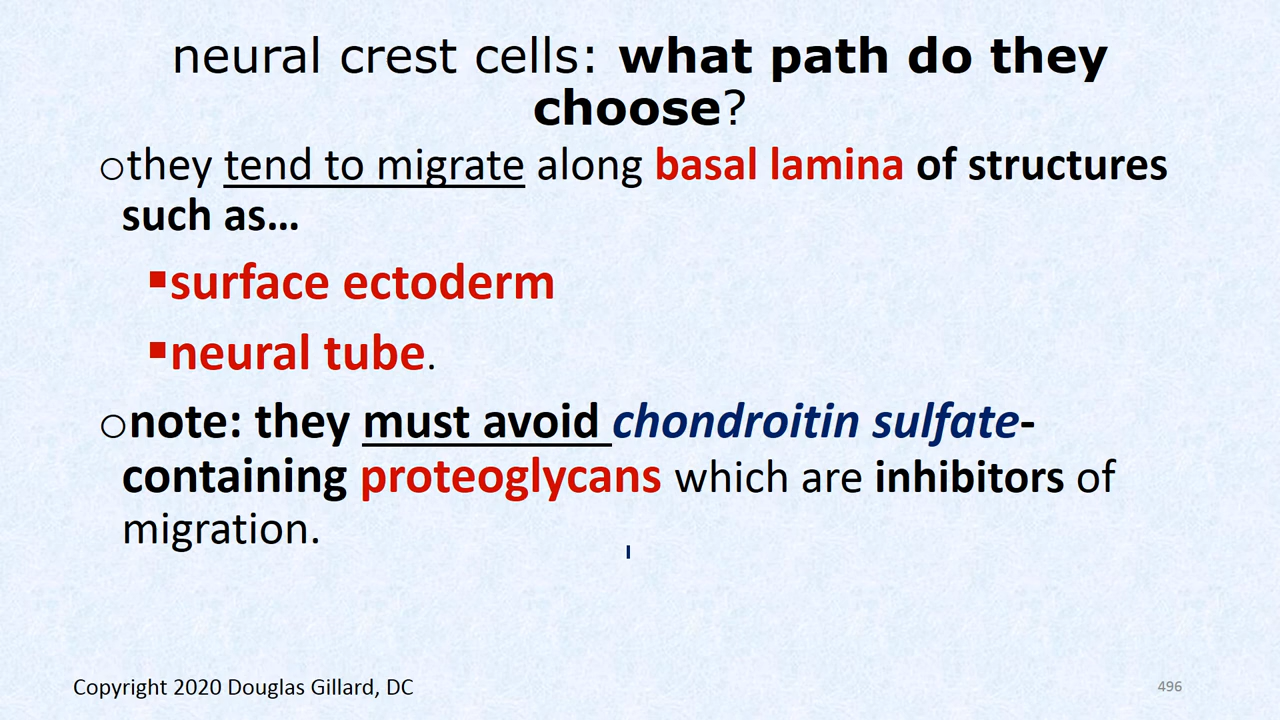 neural crest cells: what path do they
choose?
○they tend to migrate along basal lamina of structures
such as…
▪surface ectoderm
▪neural tube.
○note: they must avoid chondroitin sulfate-
containing proteoglycans which are inhibitors of
migration.
Copyright 2020 Douglas Gillard, DC
496